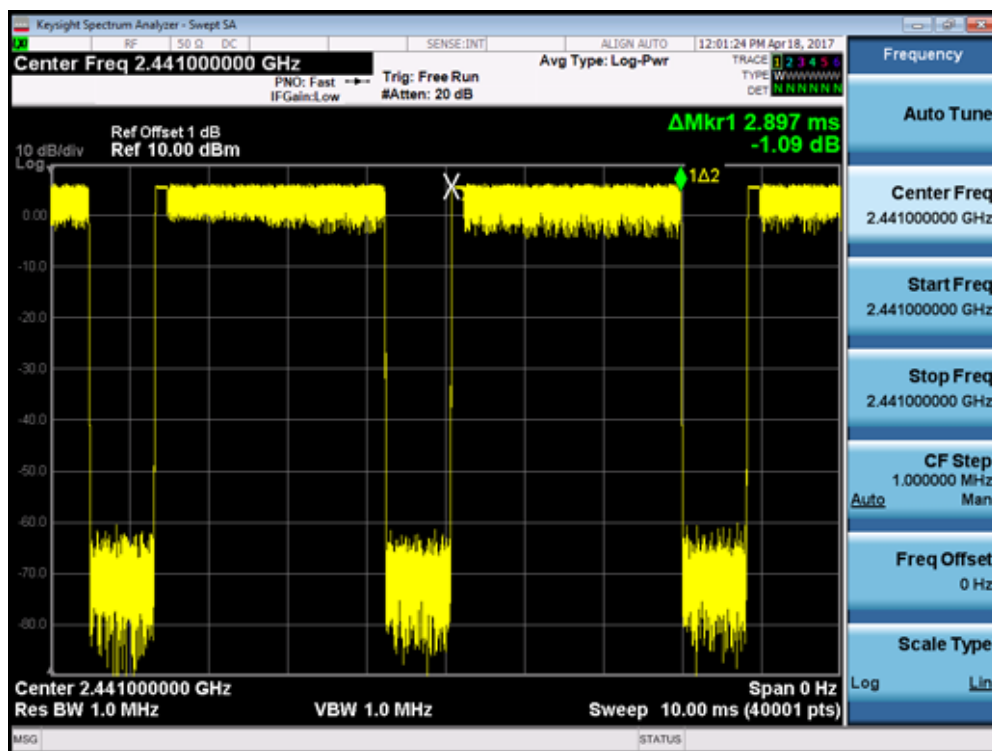 Keysight Spectrum Analyzer - Swept SA
RF 50 Ω DC SENSE:INT ALIGN AUTO 12:01:24 PM Apr 18, 2017
Center Freq 2.441000000 GHz
PNO: Fast
IFGain:Low
Trig: Free Run
#Atten: 20 dB
Avg Type: Log-Pwr
TRACE 1 2 3 4 5 6
TYPE WWWWWW
DET N N N N N N
Ref Offset 1 dB
10 dB/div Ref 10.00 dBm
Log
ΔMkr1 2.897 ms
-1.09 dB
1Δ2
0.00
-10.0
-20.0
-30.0
-40.0
-50.0
-60.0
-70.0
-80.0
Center 2.441000000 GHz Span 0 Hz
Res BW 1.0 MHz VBW 1.0 MHz Sweep 10.00 ms (40001 pts)
MSG STATUS
Frequency
Auto Tune
Center Freq
2.441000000 GHz
Start Freq
2.441000000 GHz
Stop Freq
2.441000000 GHz
CF Step
1.000000 MHz
Auto Man
Freq Offset
0 Hz
Scale Type
Log Lin